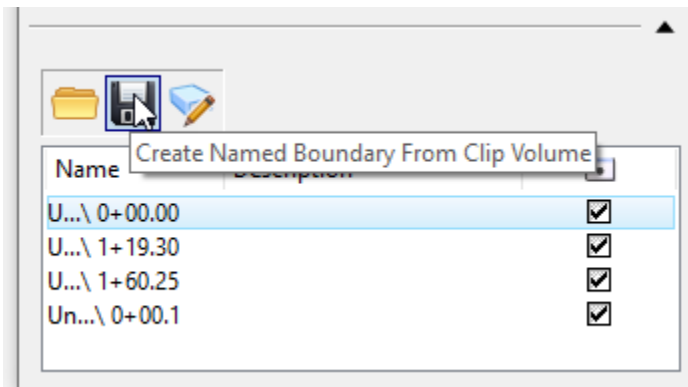 Create Named Boundary From Clip Volume
Name Description
U...\ 0+00.00
U...\ 1+19.30
U...\ 1+60.25
Un...\ 0+00.1